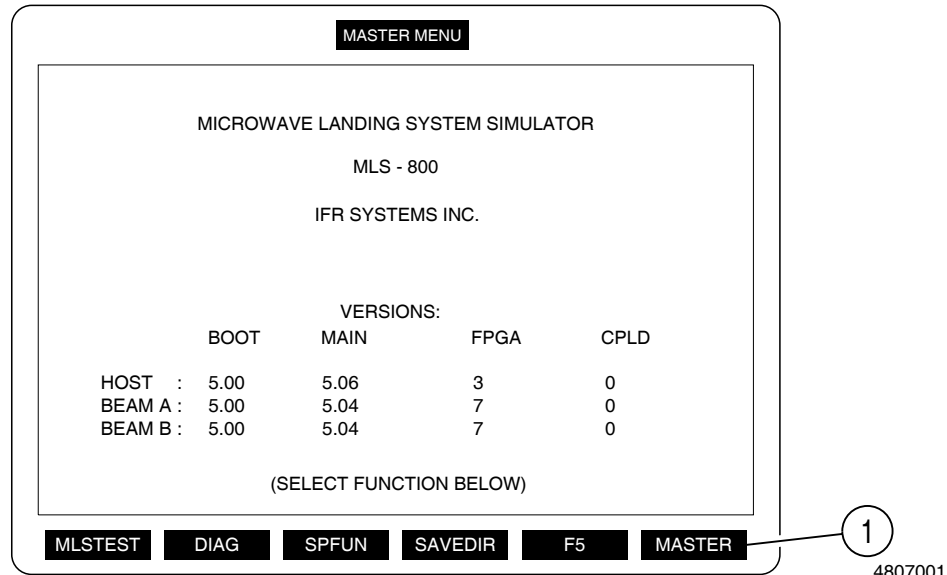 MASTER MENU
MICROWAVE LANDING SYSTEM SIMULATOR
MLS - 800
IFR SYSTEMS INC.
VERSIONS:
BOOT MAIN FPGA CPLD
HOST : 5.00 5.06 3 0
BEAM A : 5.00 5.04 7 0
BEAM B : 5.00 5.04 7 0
(SELECT FUNCTION BELOW)
MLSTEST DIAG SPFUN SAVEDIR F5 MASTER 1
4807001